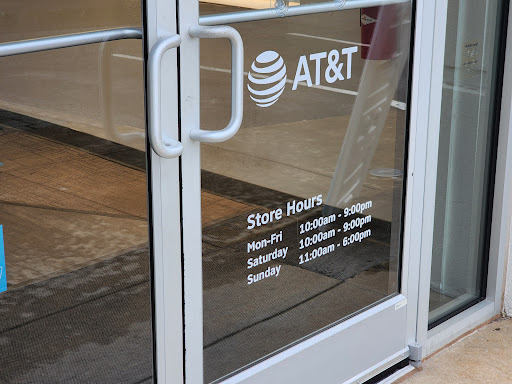 AT&T
Store Hours
Mon-Fri 10:00am - 9:00pm
Saturday 10:00am - 9:00pm
Sunday 11:00am - 6:00pm